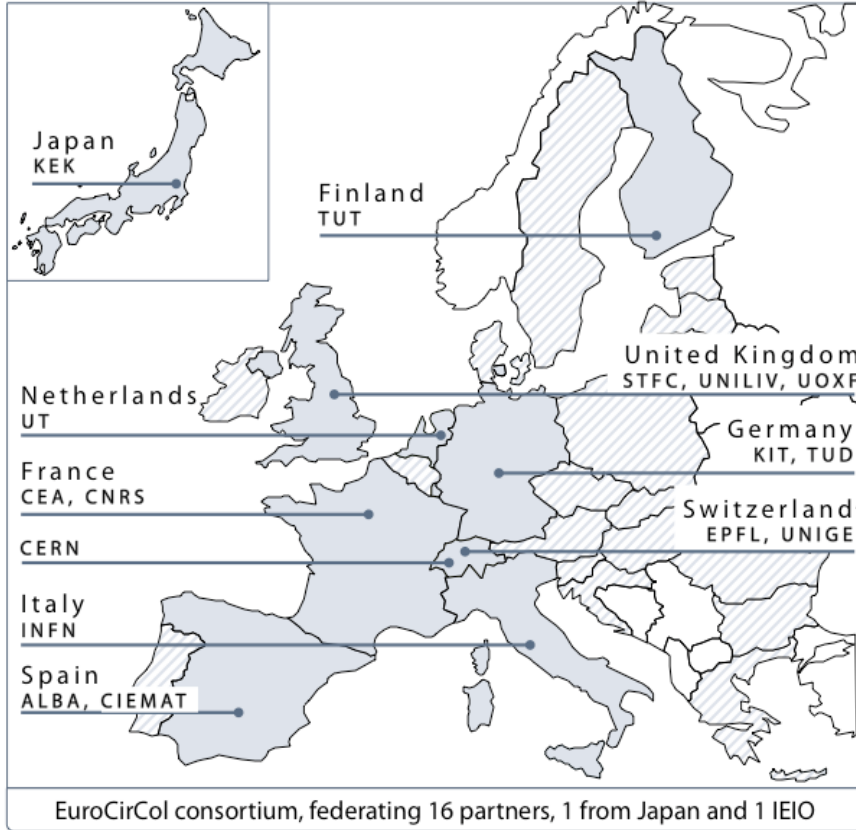 Japan
KEK
Finland
TUT
United Kingdom
STFC, UNILIV, UOXF
Netherlands
UT
Germany
KIT, TUD
France
CEA, CNRS
Switzerland
EPFL, UNIGE
CERN
Italy
INFN
Spain
ALBA, CIEMAT
EuroCirCol consortium, federating 16 partners, 1 from Japan and 1 IEIO